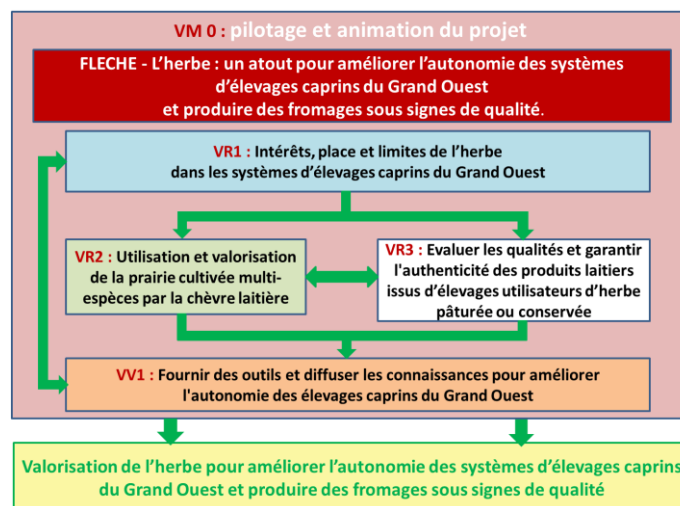 VM 0 : pilotage et animation du projet
FLECHE - L’herbe : un atout pour améliorer l’autonomie des systèmes
d’élevages caprins du Grand Ouest
et produire des fromages sous signes de qualité.
VR1 : Intérêts, place et limites de l’herbe
dans les systèmes d’élevages caprins du Grand Ouest
VR2 : Utilisation et valorisation
de la prairie cultivée multi-
espèces par la chèvre laitière
VR3 : Evaluer les qualités et garantir
l'authenticité des produits laitiers
issus d’élevages utilisateurs d’herbe
pâturée ou conservée
VV1 : Fournir des outils et diffuser les connaissances pour améliorer
l'autonomie des élevages caprins du Grand Ouest
Valorisation de l’herbe pour améliorer l’autonomie des systèmes d’élevages caprins
du Grand Ouest et produire des fromages sous signes de qualité